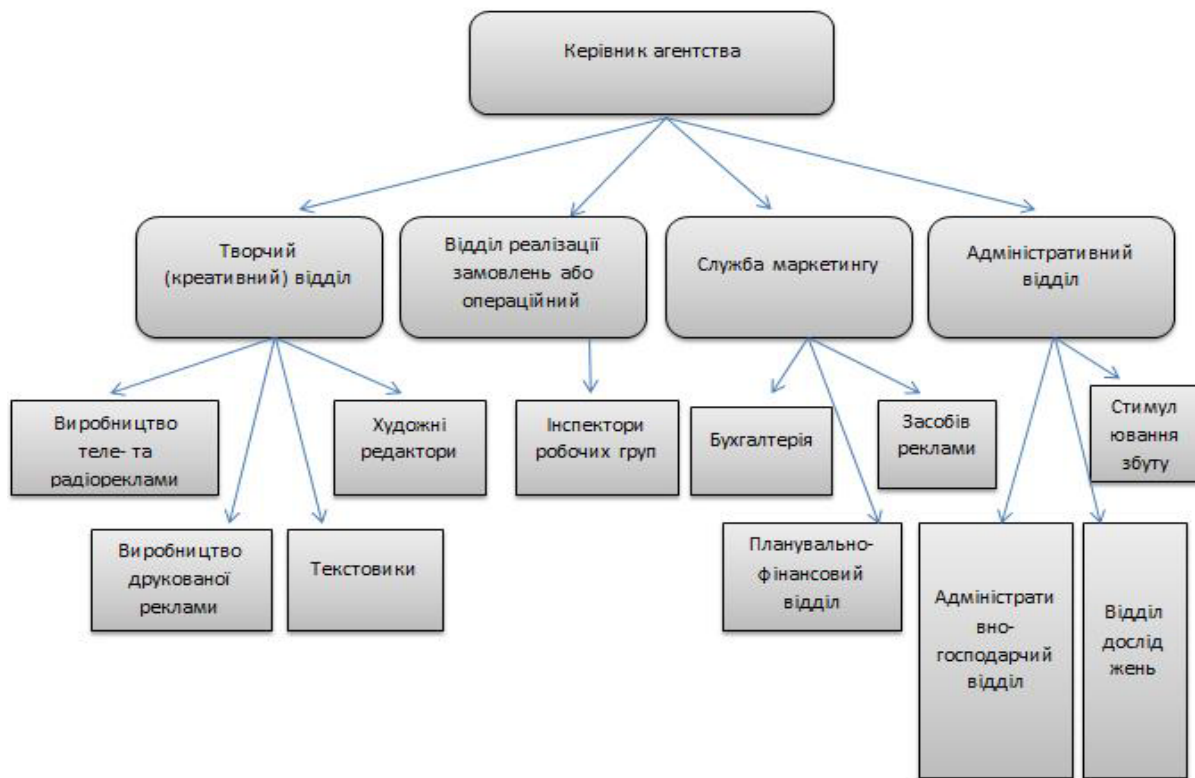 Керівник агентства
Творчий
(креативний) відділ
Відділ реалізації
замовлень або
операційний
Служба маркетингу
Адміністративний
відділ
Виробництво
теле- та
радіореклами
Художні
редактори
Інспектори
робочих груп
Бухгалтерія
Засобів
реклами
Стимул
ювання
збуту
Виробництво
друкованої
реклами
Текстовики
Планувально-
фінансовий
відділ
Адміністрати
вно-
господарчий
відділ
Відділ
дослід
жень